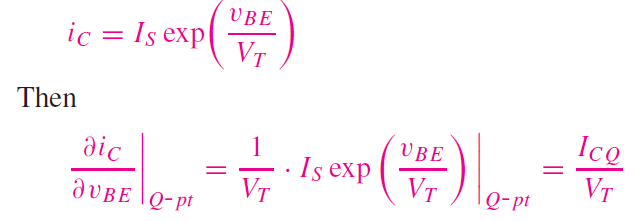 i_C = I_S exp(v_BE / V_T)
Then
∂i_C / ∂v_BE |_Q-pt = 1 / V_T · I_S exp(v_BE / V_T) |_Q-pt = I_CQ / V_T